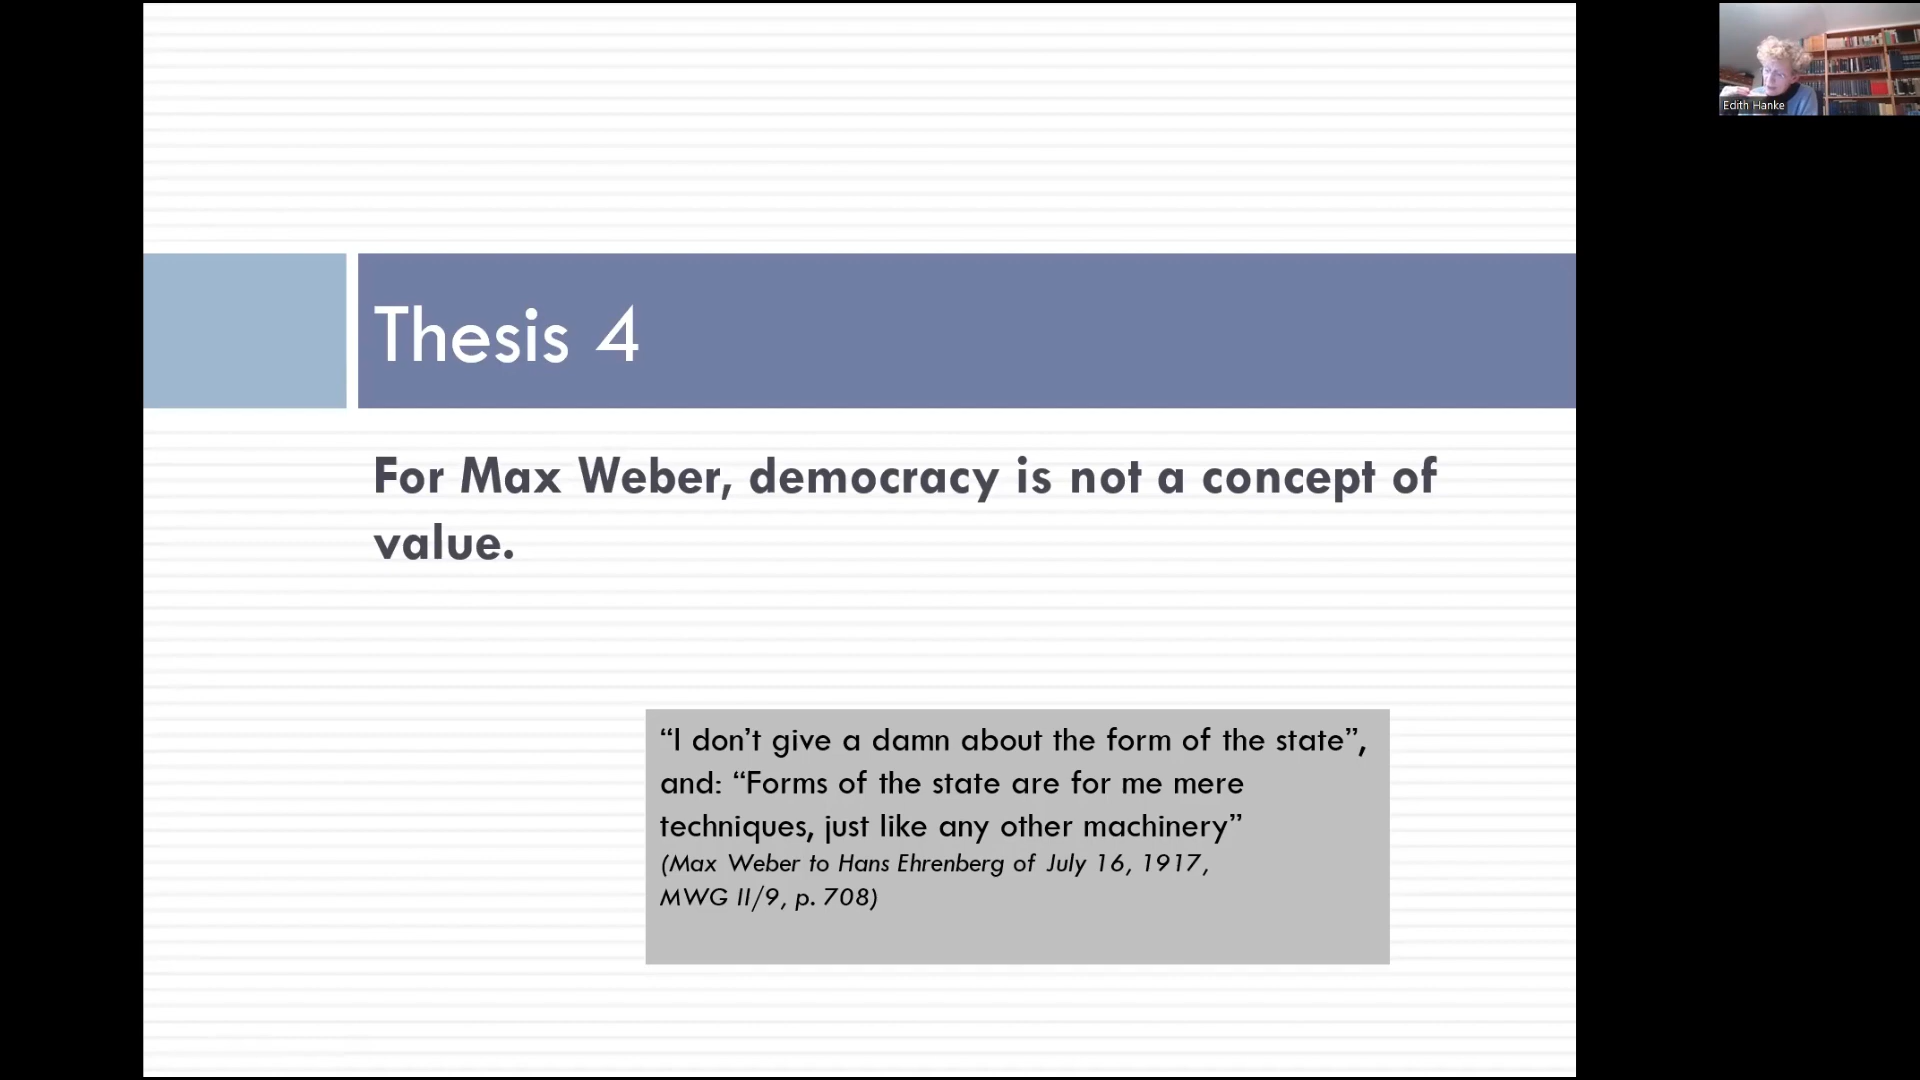 Edith Hanke
Thesis 4
For Max Weber, democracy is not a concept of
value.
“I don’t give a damn about the form of the state”,
and: “Forms of the state are for me mere
techniques, just like any other machinery”
(Max Weber to Hans Ehrenberg of July 16, 1917,
MWG II/9, p. 708)